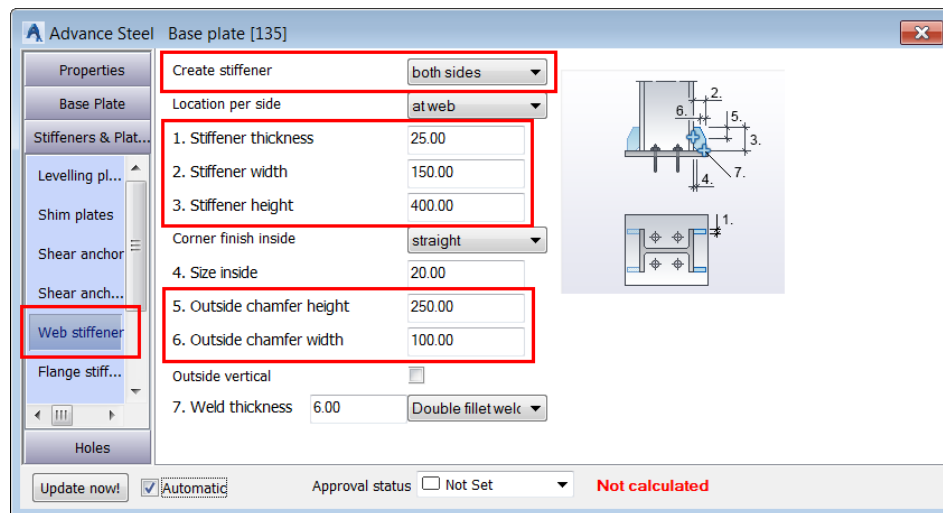 Advance Steel Base plate [135]
Properties
Base Plate
Stiffeners & Plat...
Levelling pl...
Shim plates
Shear anchor
Shear anch...
Web stiffener
Flange stiff...
Holes
Create stiffener both sides
Location per side at web
1. Stiffener thickness 25.00
2. Stiffener width 150.00
3. Stiffener height 400.00
Corner finish inside straight
4. Size inside 20.00
5. Outside chamfer height 250.00
6. Outside chamfer width 100.00
Outside vertical
7. Weld thickness 6.00 Double fillet weld
2.
6. 5.
3.
4. 7.
1.
Update now! Automatic Approval status Not Set Not calculated